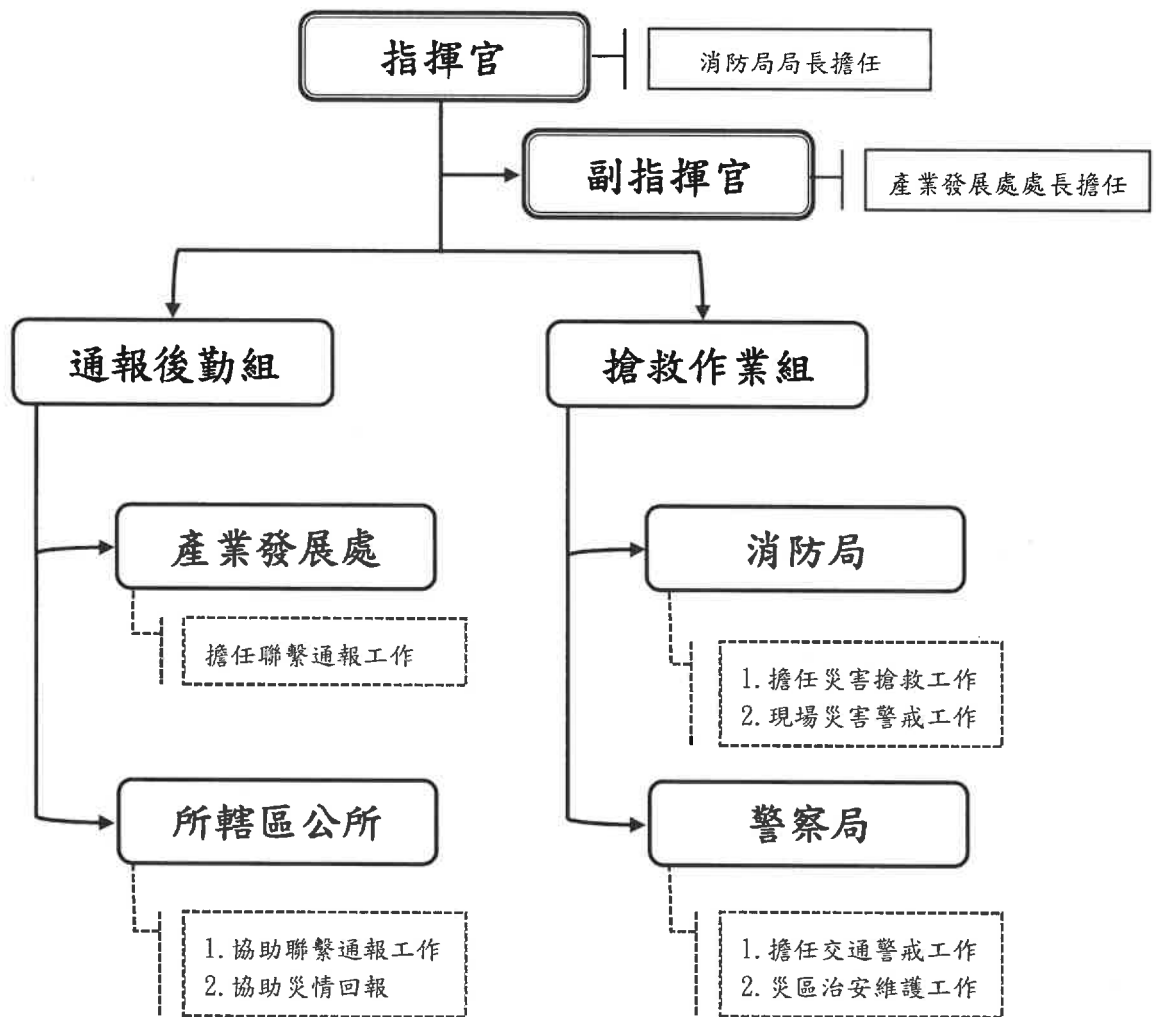 指揮官
消防局局長擔任
副指揮官
產業發展處處長擔任
通報後勤組
搶救作業組
產業發展處
擔任聯繫通報工作
消防局
1.擔任災害搶救工作
2.現場災害警戒工作
所轄區公所
1.協助聯繫通報工作
2.協助災情回報
警察局
1.擔任交通警戒工作
2.災區治安維護工作